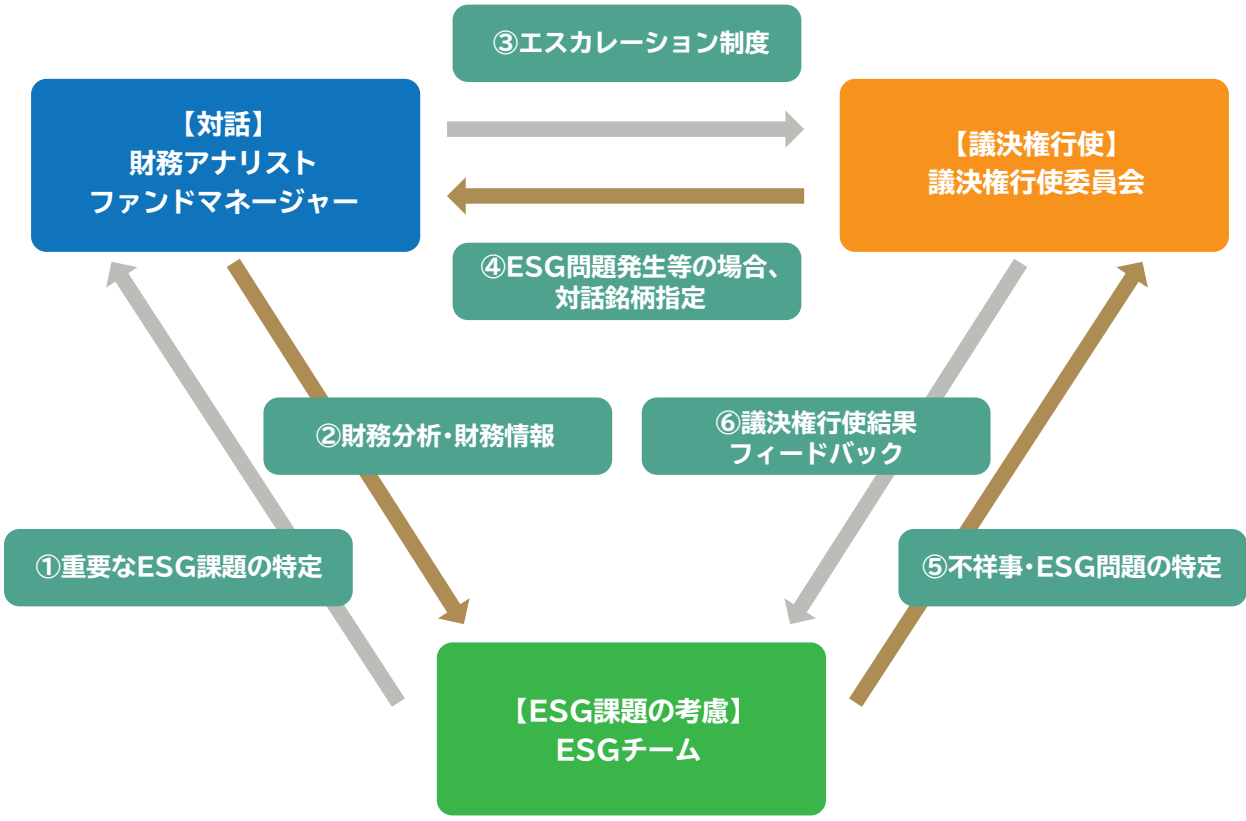 ③エスカレーション制度
【対話】
財務アナリスト
ファンドマネージャー
【議決権行使】
議決権行使委員会
④ESG問題発生等の場合、
対話銘柄指定
②財務分析・財務情報
⑥議決権行使結果
フィードバック
①重要なESG課題の特定
⑤不祥事・ESG問題の特定
【ESG課題の考慮】
ESGチーム